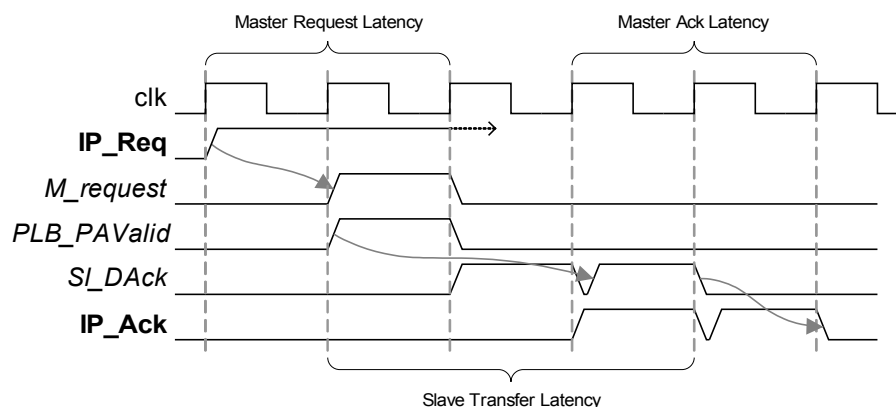 Master Request Latency
Master Ack Latency
clk
IP_Req
M_request
PLB_PAValid
Sl_DAck
IP_Ack
Slave Transfer Latency